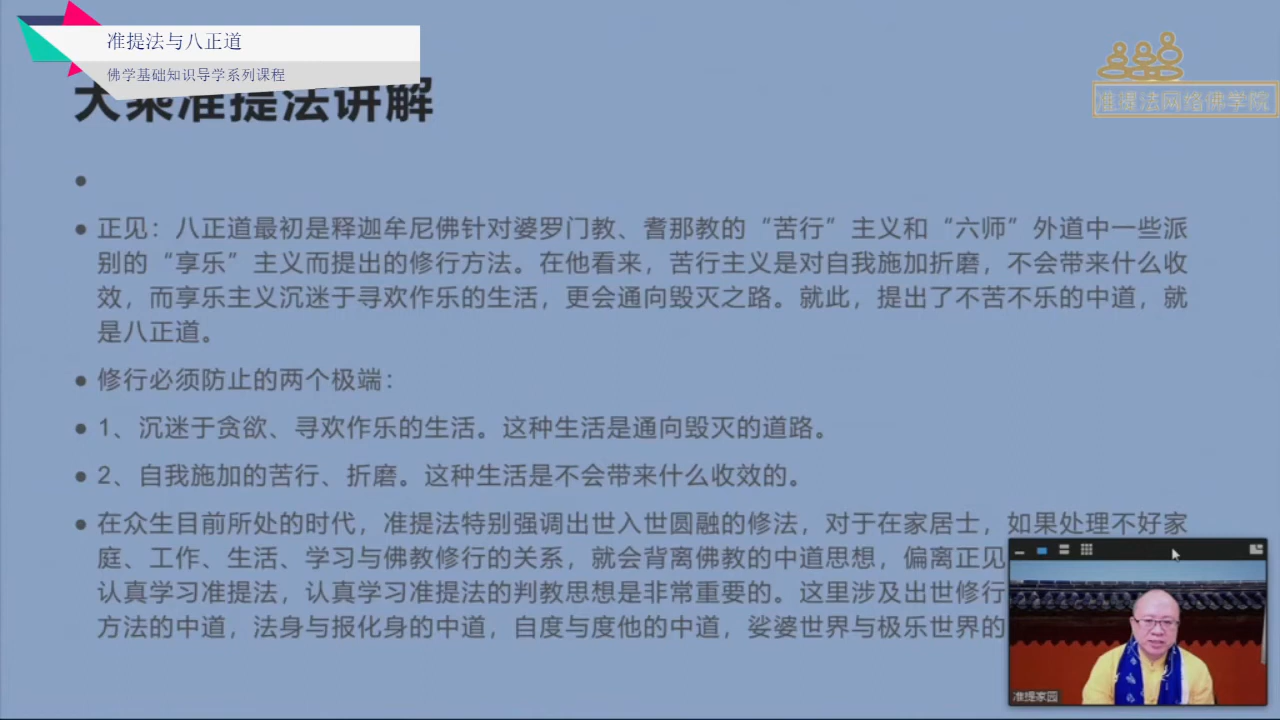 准提法与八正道
佛学基础知识导学系列课程
大乘准提法讲解
准提法网络佛学院
正见：八正道最初是释迦牟尼佛针对婆罗门教、耆那教的“苦行”主义和“六师”外道中一些派
别的“享乐”主义而提出的修行方法。在他看来，苦行主义是对自我施加折磨，不会带来什么收
效，而享乐主义沉迷于寻欢作乐的生活，更会通向毁灭之路。就此，提出了不苦不乐的中道，就
是八正道。
修行必须防止的两个极端：
1、沉迷于贪欲、寻欢作乐的生活。这种生活是通向毁灭的道路。
2、自我施加的苦行、折磨。这种生活是不会带来什么收效的。
在众生目前所处的时代，准提法特别强调出世入世圆融的修法，对于在家居士，如果处理不好家
庭、工作、生活、学习与佛教修行的关系，就会背离佛教的中道思想，偏离正见
认真学习准提法，认真学习准提法的判教思想是非常重要的。这里涉及出世修行
方法的中道，法身与报化身的中道，自度与度他的中道，娑婆世界与极乐世界的
准提家园